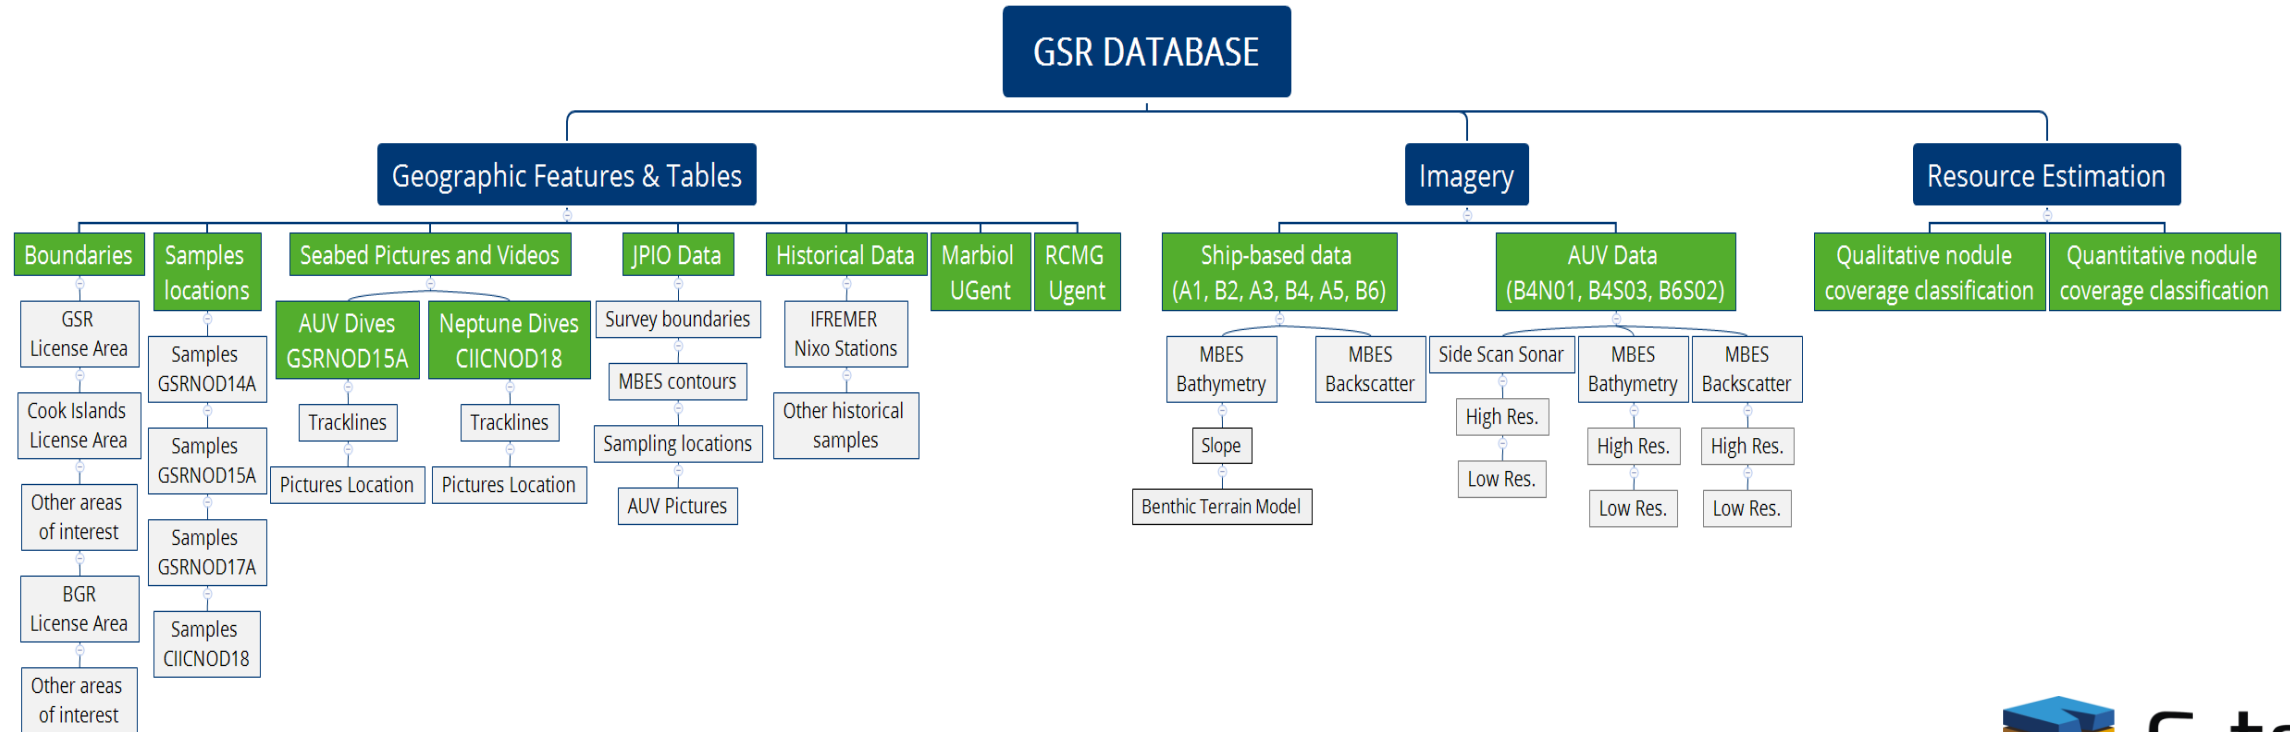 GSR DATABASE
Geographic Features & Tables
Imagery
Resource Estimation
Boundaries
GSR
License Area
Cook Islands
License Area
Other areas
of interest
BGR
License Area
Other areas
of interest
Samples
locations
Samples
GSRNOD14A
Samples
GSRNOD15A
Samples
GSRNOD17A
Samples
CIICNOD18
Seabed Pictures and Videos
AUV Dives
GSRNOD15A
Tracklines
Pictures Location
Neptune Dives
CIICNOD18
Tracklines
Pictures Location
JPIO Data
Survey boundaries
MBES contours
Sampling locations
AUV Pictures
Historical Data
IFREMER
Nixo Stations
Other historical
samples
Marbiol
UGent
RCMG
Ugent
Ship-based data
(A1, B2, A3, B4, A5, B6)
MBES
Bathymetry
Slope
Benthic Terrain Model
MBES
Backscatter
AUV Data
(B4N01, B4S03, B6S02)
Side Scan Sonar
High Res.
Low Res.
MBES
Bathymetry
High Res.
Low Res.
MBES
Backscatter
High Res.
Low Res.
Qualitative nodule
coverage classification
Quantitative nodule
coverage classification